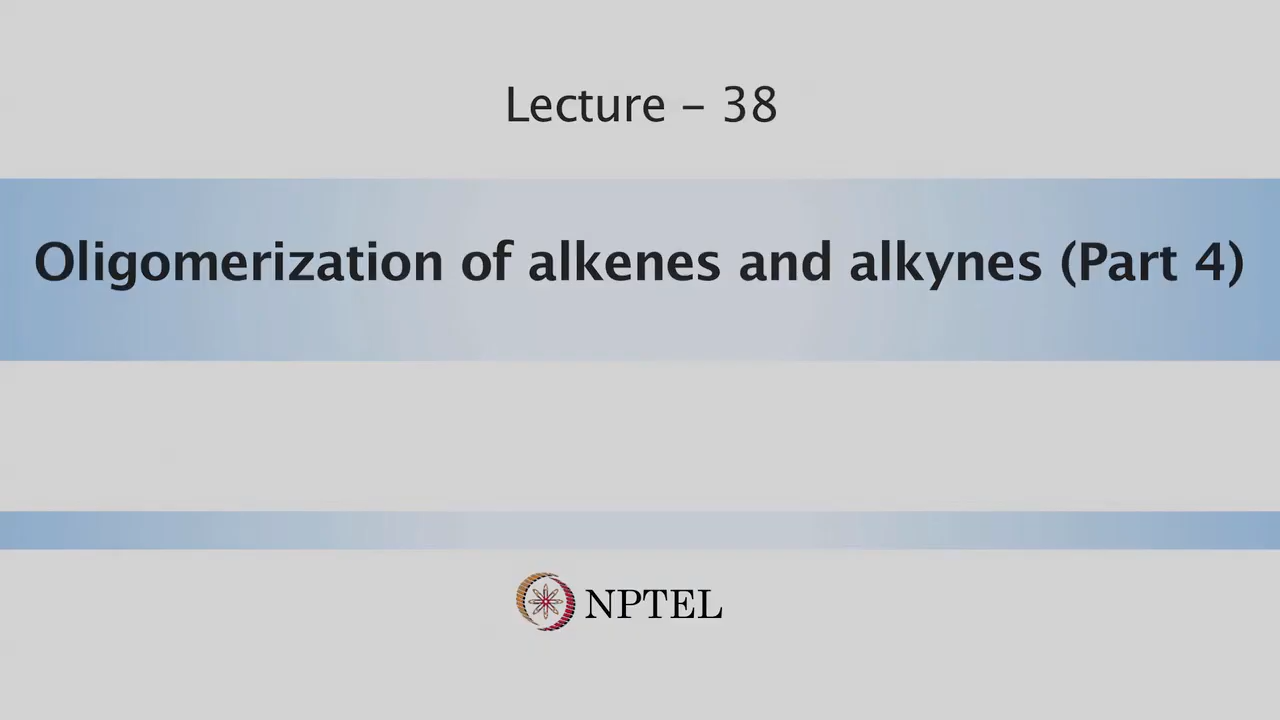 Lecture – 38
Oligomerization of alkenes and alkynes (Part 4)
NPTEL